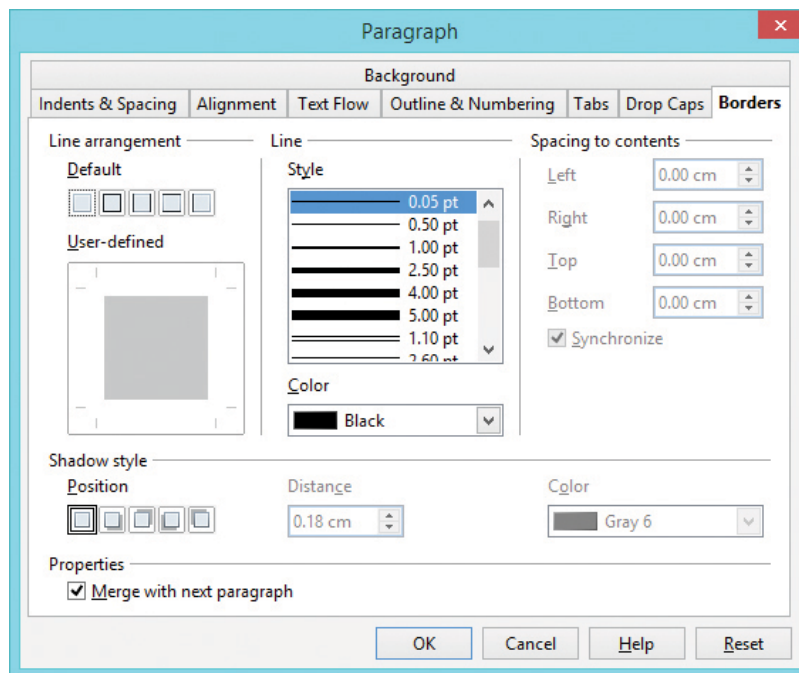 Paragraph
Background
Indents & Spacing Alignment Text Flow Outline & Numbering Tabs Drop Caps Borders
Line arrangement
Default
User-defined
Line
Style
0.05 pt
0.50 pt
1.00 pt
2.50 pt
4.00 pt
5.00 pt
1.10 pt
2.60 pt
Color
Black
Spacing to contents
Left 0.00 cm
Right 0.00 cm
Top 0.00 cm
Bottom 0.00 cm
Synchronize
Shadow style
Position
Distance
0.18 cm
Color
Gray 6
Properties
Merge with next paragraph
OK Cancel Help Reset